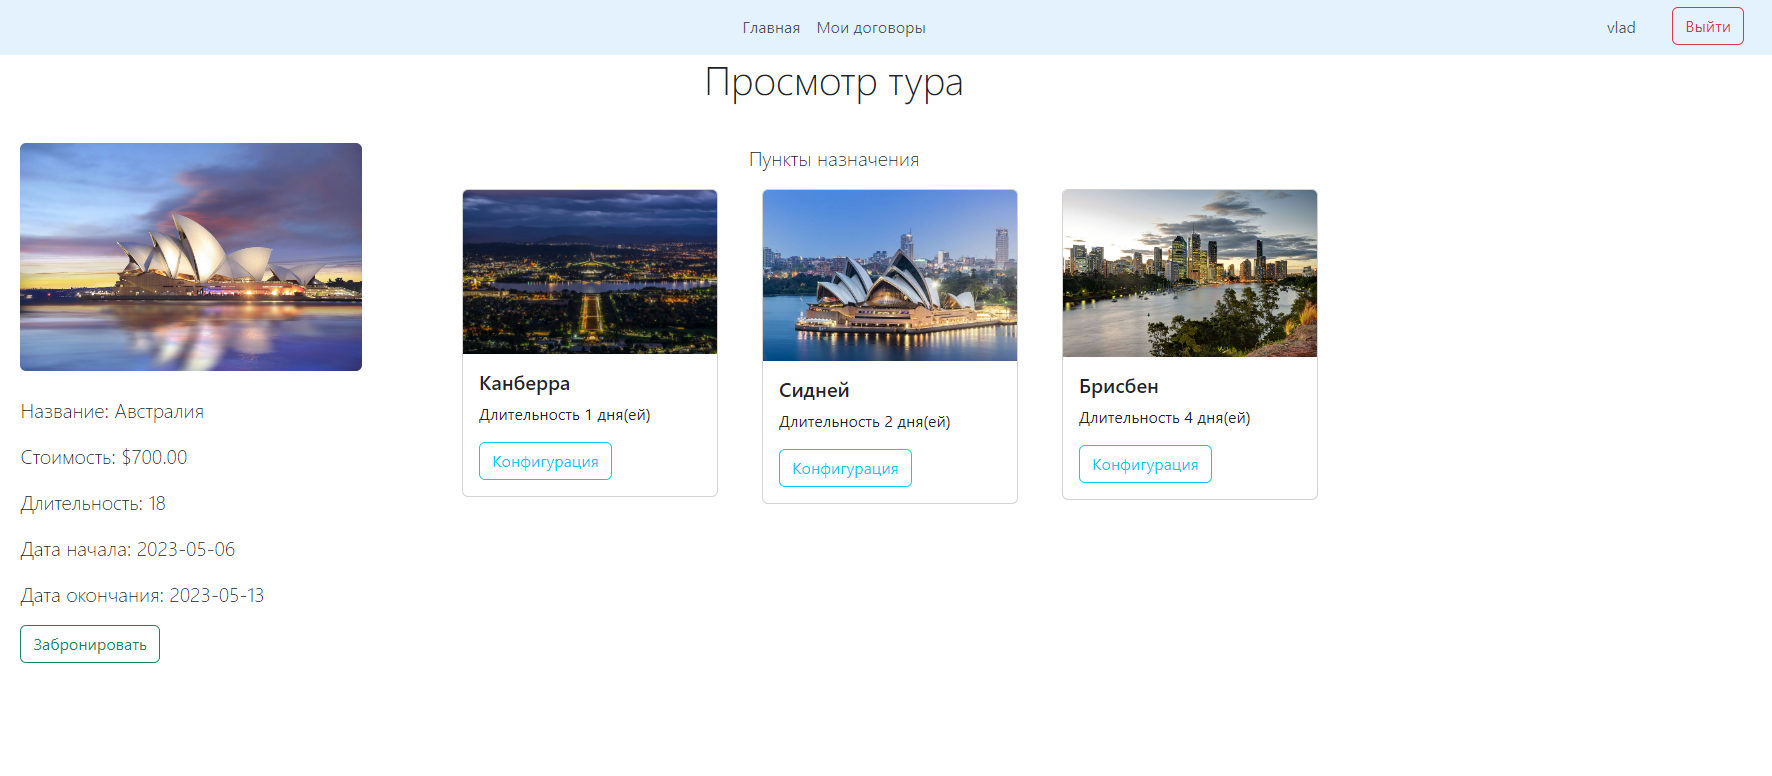 Главная Мои договоры vlad Выйти
Просмотр тура
Пункты назначения
Название: Австралия
Стоимость: $700.00
Длительность: 18
Дата начала: 2023-05-06
Дата окончания: 2023-05-13
Забронировать
Канберра
Длительность 1 дня(ей)
Конфигурация
Сидней
Длительность 2 дня(ей)
Конфигурация
Брисбен
Длительность 4 дня(ей)
Конфигурация